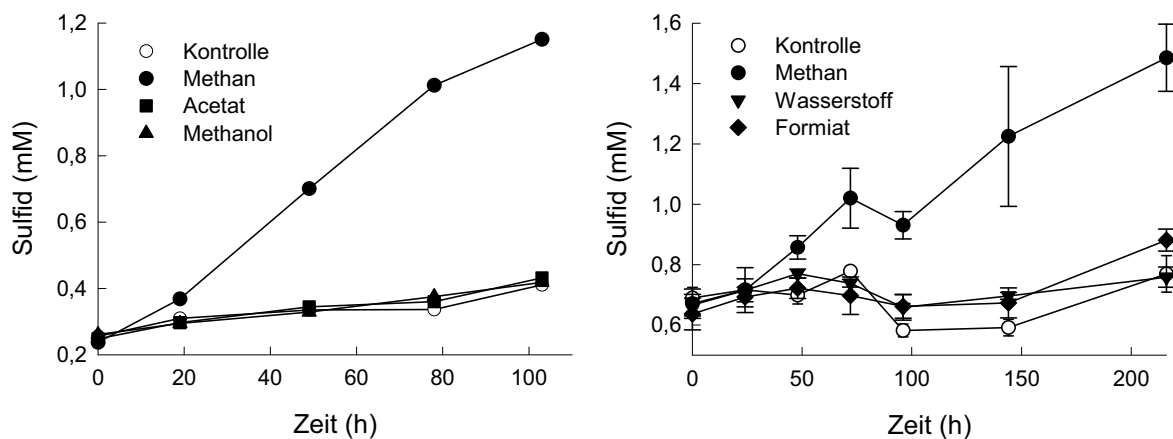 1,2
1,0
0,8
0,6
0,4
0,2
Sulfid (mM)
Kontrolle
Methan
Acetat
Methanol
0 20 40 60 80 100
Zeit (h)
1,6
1,4
1,2
1,0
0,8
0,6
Sulfid (mM)
Kontrolle
Methan
Wasserstoff
Formiat
0 50 100 150 200
Zeit (h)